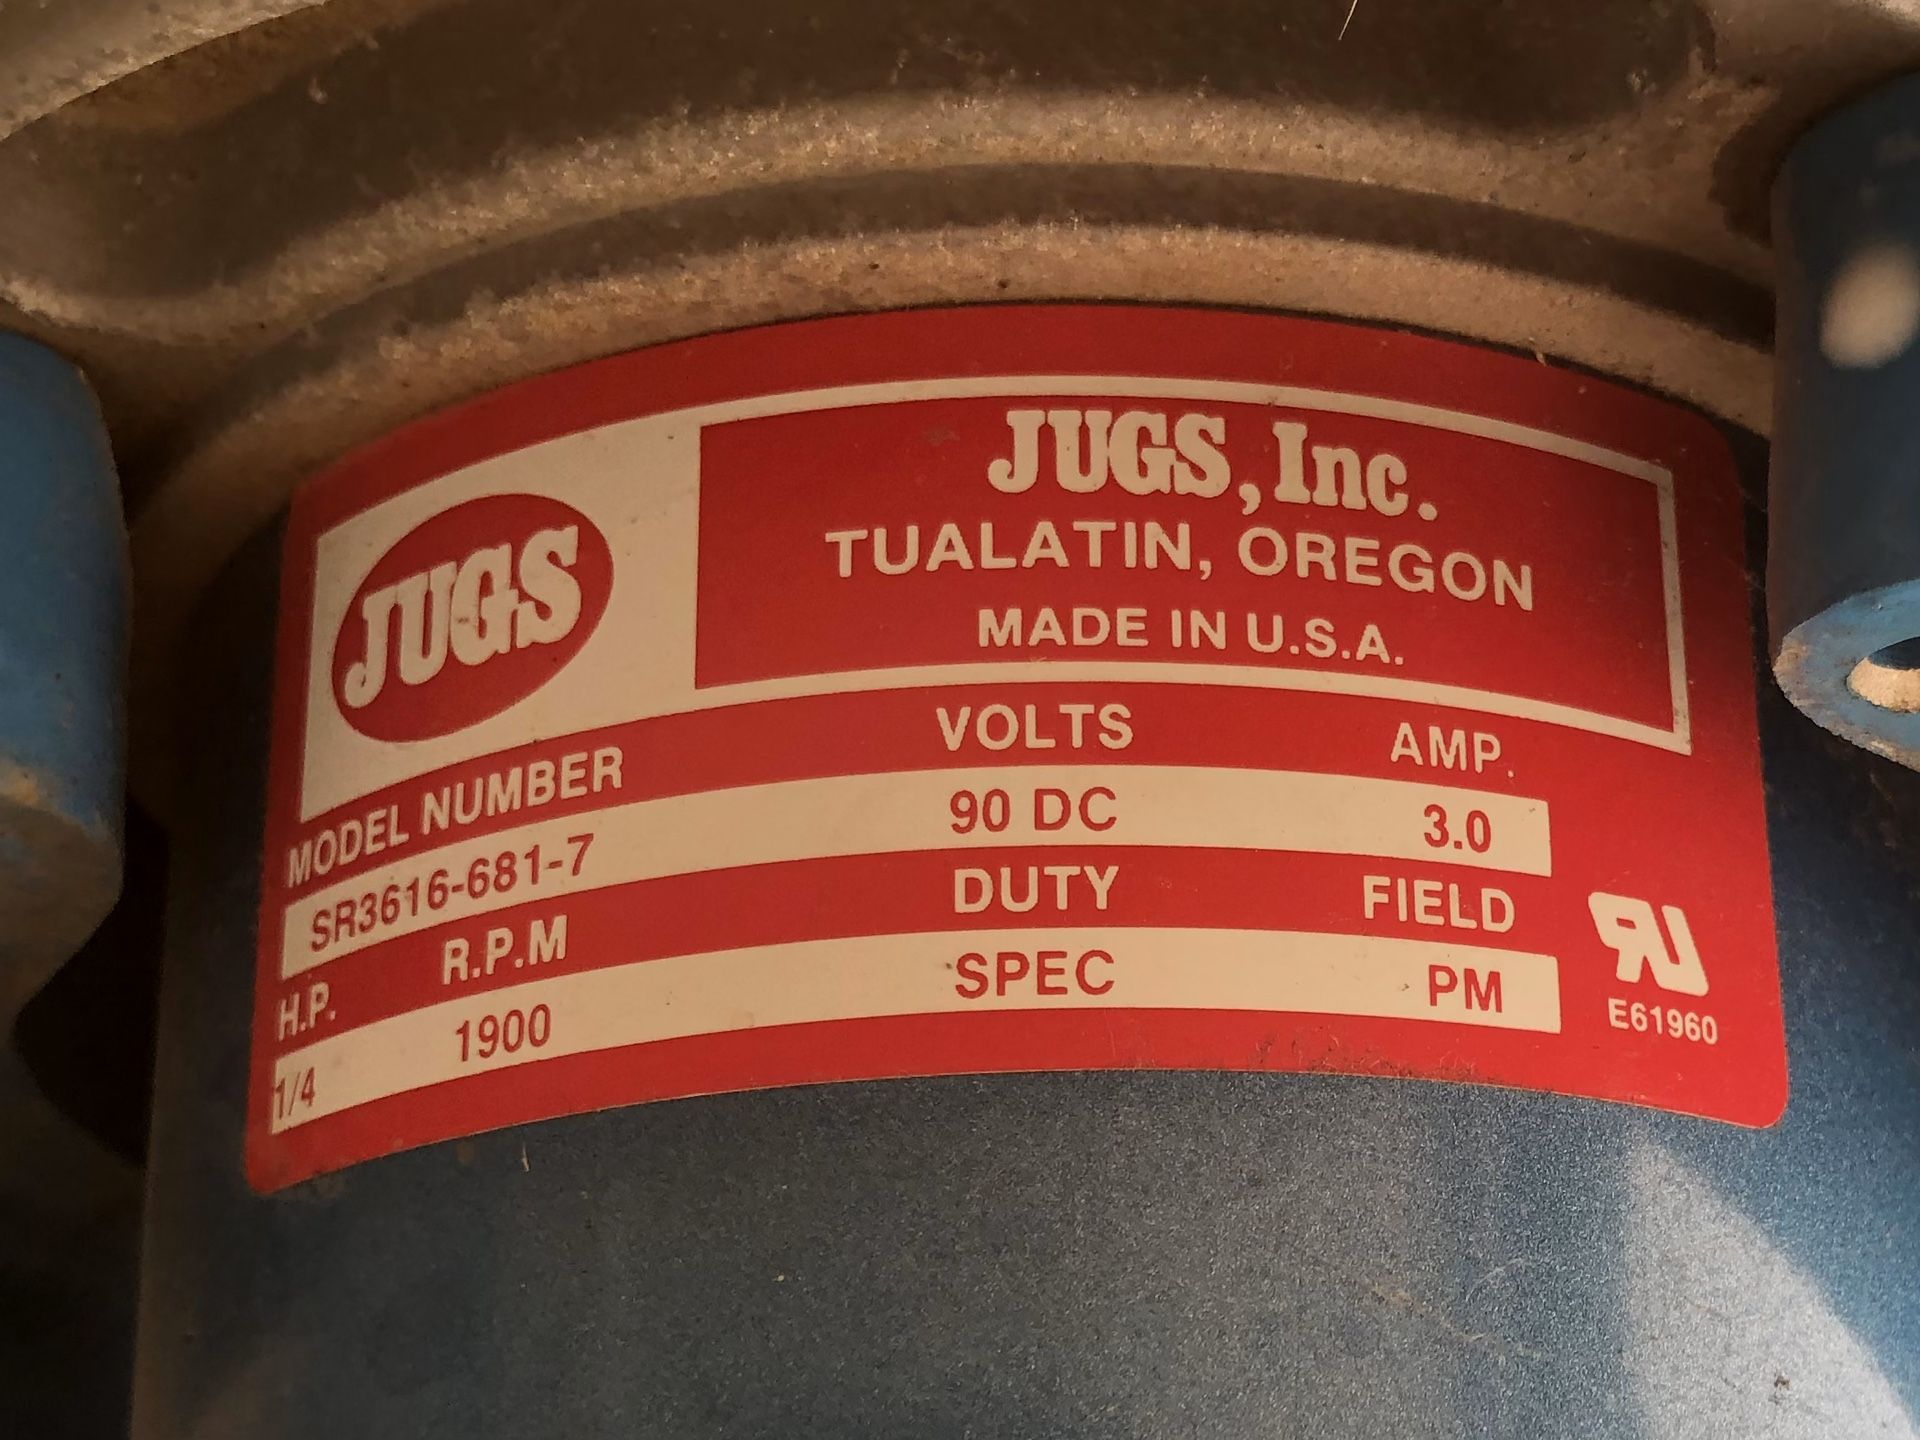 JUGS
JUGS, Inc.
TUALATIN, OREGON
MADE IN U.S.A.
MODEL NUMBER VOLTS AMP.
SR3616-681-7 90 DC 3.0
H.P. R.P.M DUTY FIELD
1/4 1900 SPEC PM
RU
E61960